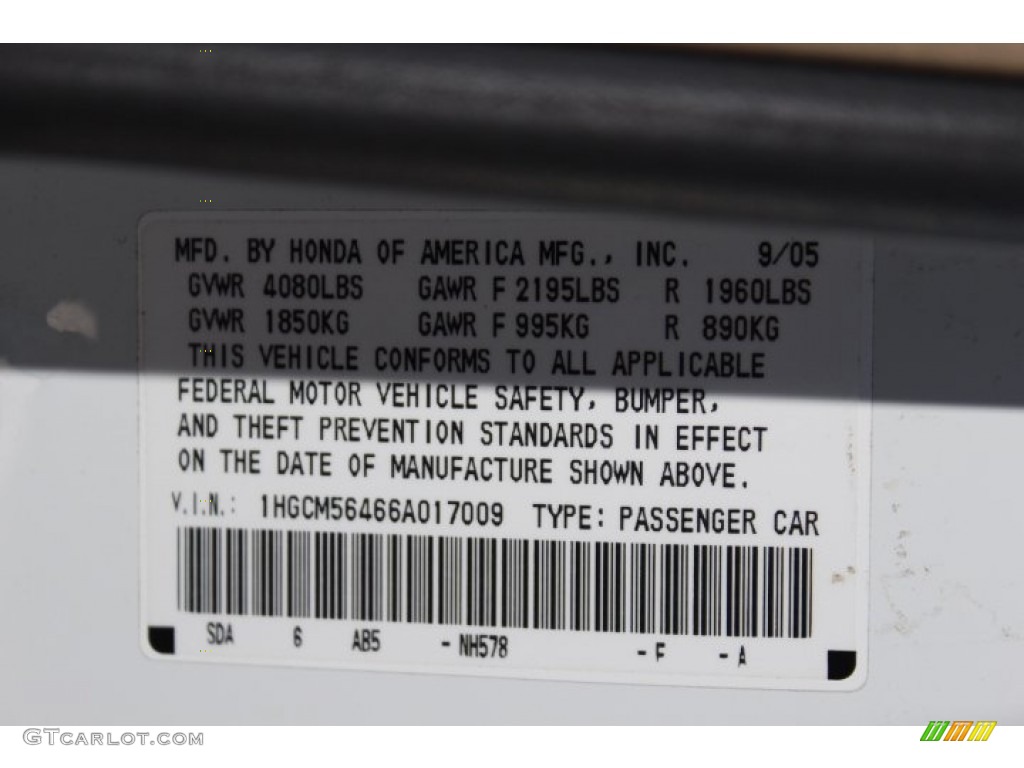 MFD. BY HONDA OF AMERICA MFG., INC. 9/05
GVWR 4080LBS GAWR F 2195LBS R 1960LBS
GVWR 1850KG GAWR F 995KG R 890KG
THIS VEHICLE CONFORMS TO ALL APPLICABLE
FEDERAL MOTOR VEHICLE SAFETY, BUMPER,
AND THEFT PREVENTION STANDARDS IN EFFECT
ON THE DATE OF MANUFACTURE SHOWN ABOVE.
V.I.N.: 1HGCM56466A017009 TYPE: PASSENGER CAR
SDA 6 AB5 -NH578 -F -A
GTCARLOT.COM